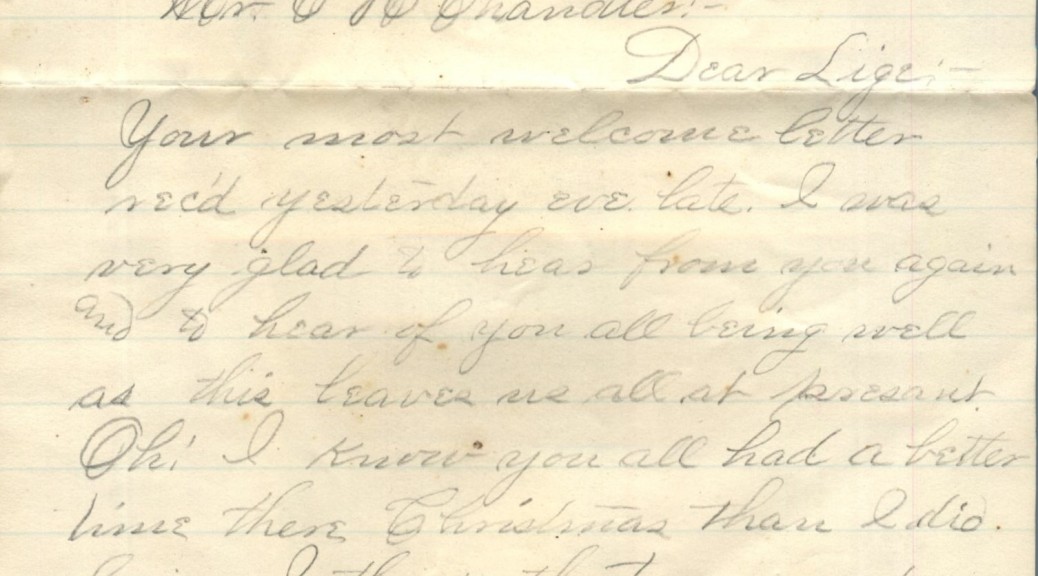 Mr. Chandler:-
Dear Lige:-
Your most welcome letter
rec'd yesterday eve. late. I was
very glad to hear from you again
and to hear of you all being well
as this leaves us all at presant
Oh! I know you all had a better
time there Christmas than I did.